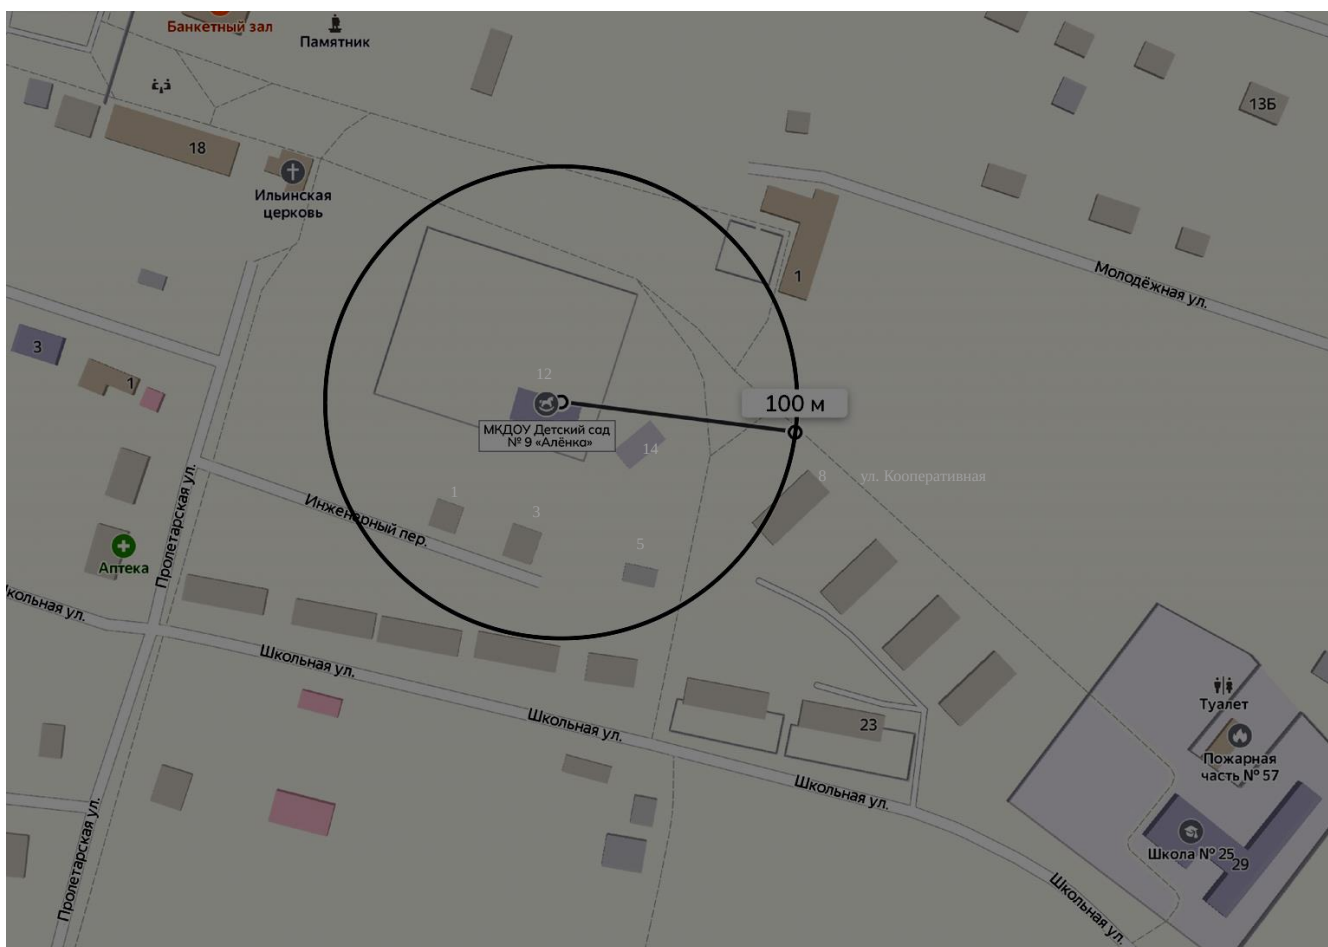 Банкетный зал
Памятник
13Б
18
Ильинская
церковь
1
Молодёжная ул.
3
1
12
100 м
МКДОУ Детский сад
№ 9 «Алёнка»
14
8
ул. Кооперативная
1
3
Инженерный пер.
Пролетарская ул.
5
Аптека
Школьная ул.
Школьная ул.
Школьная ул.
23
Туалет
Пожарная
часть № 57
Школьная ул.
Школа № 25
29
Пролетарская ул.
Школьная ул.